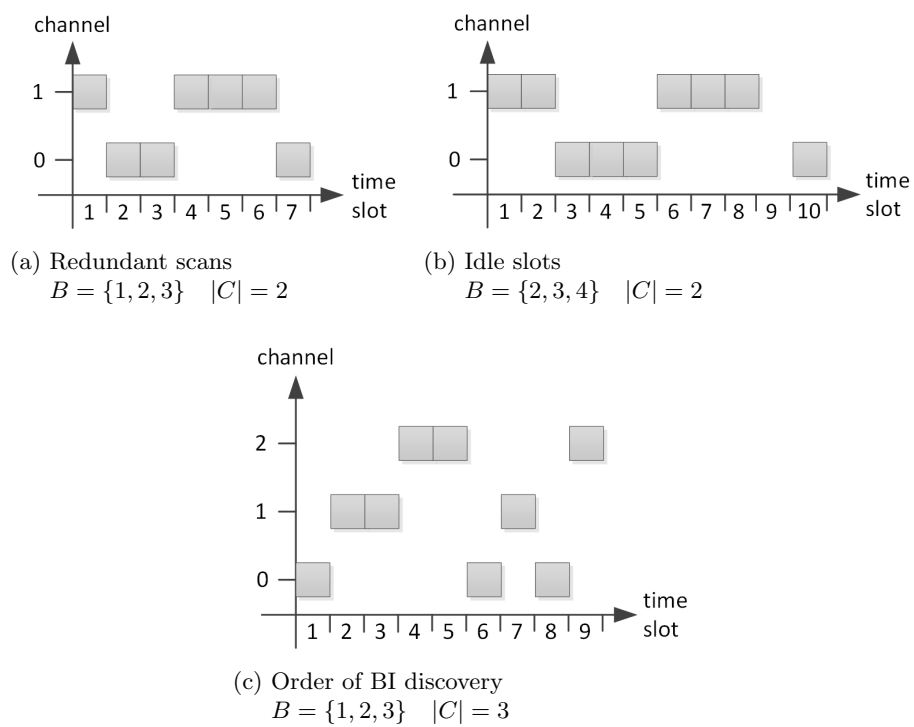 channel
1
0
1 2 3 4 5 6 7
time
slot
(a) Redundant scans
B = {1, 2, 3} |C| = 2
channel
1
0
1 2 3 4 5 6 7 8 9 10
time
slot
(b) Idle slots
B = {2, 3, 4} |C| = 2
channel
2
1
0
1 2 3 4 5 6 7 8 9
time
slot
(c) Order of BI discovery
B = {1, 2, 3} |C| = 3